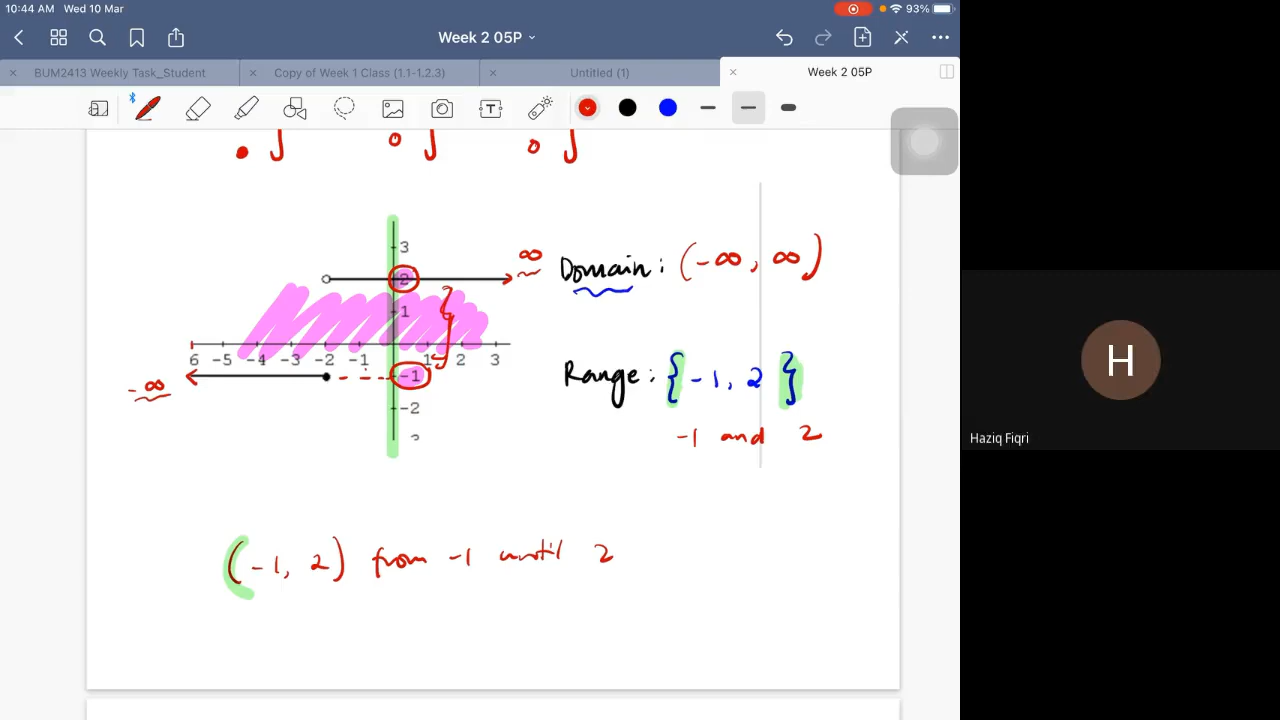 10:44 AM Wed 10 Mar 93%
Week 2 05P
BUM2413 Weekly Task_Student Copy of Week 1 Class (1.1-1.2.3) Untitled (1) Week 2 05P
T
3
∞ Domain: (-∞, ∞)
2
1
6 -5 -4 -3 -2 -1 1 2 3
-∞ -1 Range: { -1, 2 }
-2
-1 and 2
(-1, 2) from -1 until 2
H
Haziq Fiqri